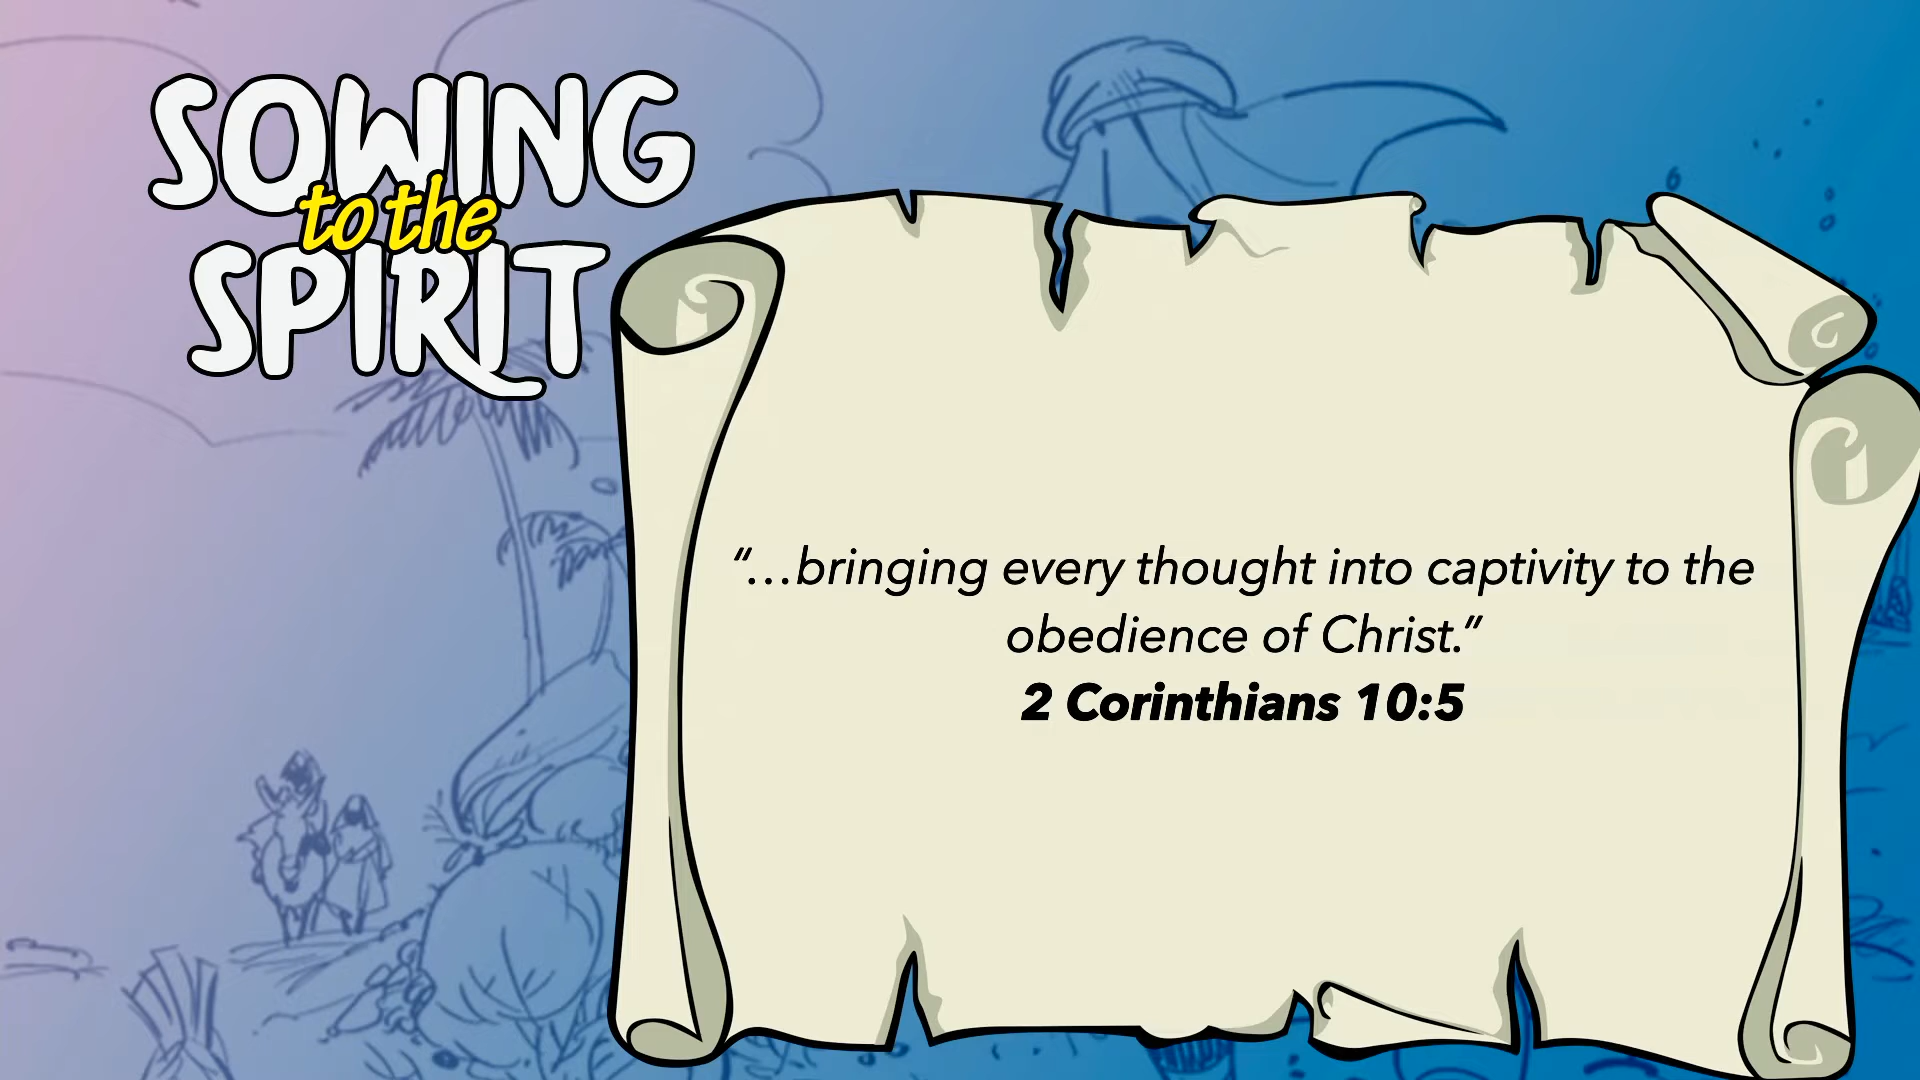 SOWING
to the
SPIRIT
“...bringing every thought into captivity to the
obedience of Christ.”
2 Corinthians 10:5